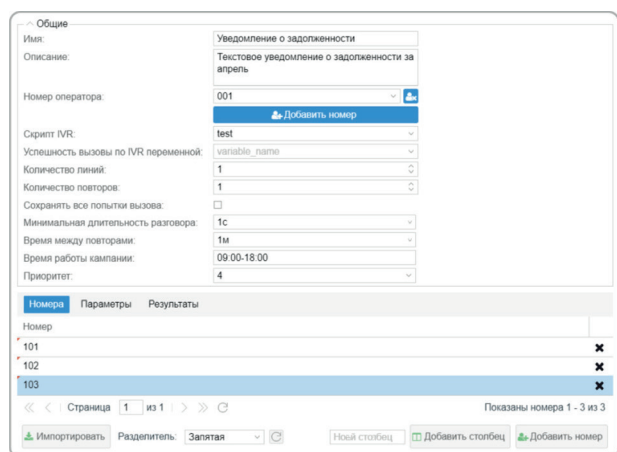 Общие
Имя: Уведомление о задолженности
Описание: Текстовое уведомление о задолженности за
апрель
Номер оператора: 001
Добавить номер
Скрипт IVR: test
Успешность вызовы по IVR переменной: variable_name
Количество линий: 1
Количество повторов: 1
Сохранять все попытки вызова:
Минимальная длительность разговора: 1с
Время между повторами: 1м
Время работы кампании: 09:00-18:00
Приоритет: 4
Номера Параметры Результаты
Номер
101
102
103
Страница 1 из 1 Показаны номера 1 - 3 из 3
Импортировать Разделитель: Запятая Ноый стозбец Добавить столбец Добавить номер